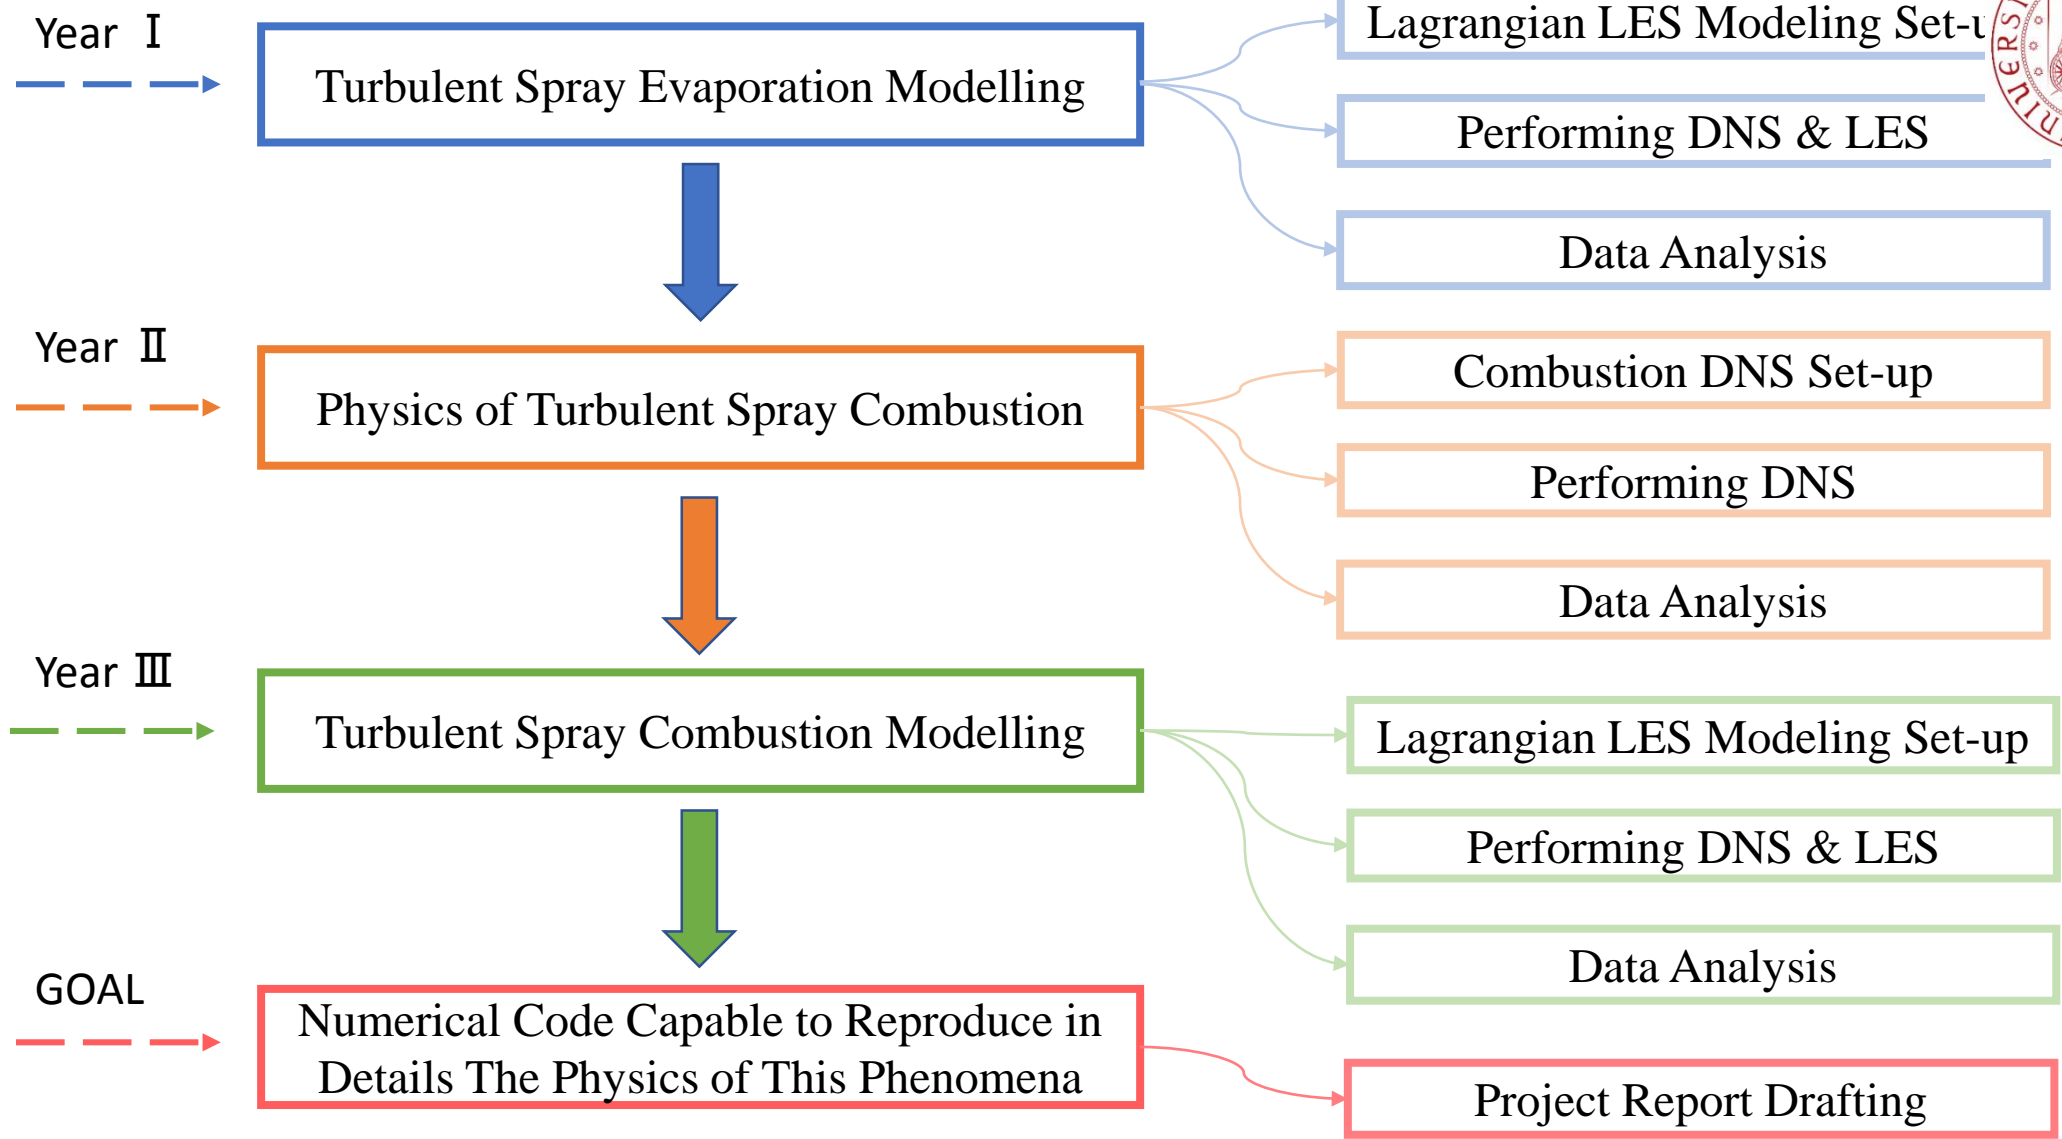 Year Ⅰ
Turbulent Spray Evaporation Modelling
Lagrangian LES Modeling
Performing DNS & LES
Data Analysis
Year Ⅱ
Physics of Turbulent Spray Combustion
Combustion DNS Set-up
Performing DNS
Data Analysis
Year Ⅲ
Turbulent Spray Combustion Modelling
Lagrangian LES Modeling Set-up
Performing DNS & LES
Data Analysis
GOAL
Numerical Code Capable to Reproduce in
Details The Physics of This Phenomena
Project Report Drafting